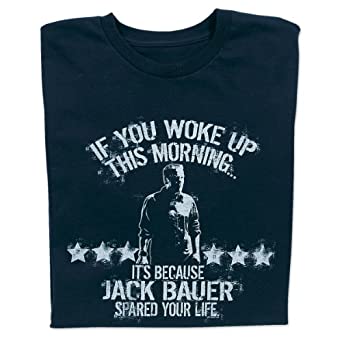 IF YOU WOKE UP
THIS MORNING...
IT'S BECAUSE
JACK BAUER
SPARED YOUR LIFE.